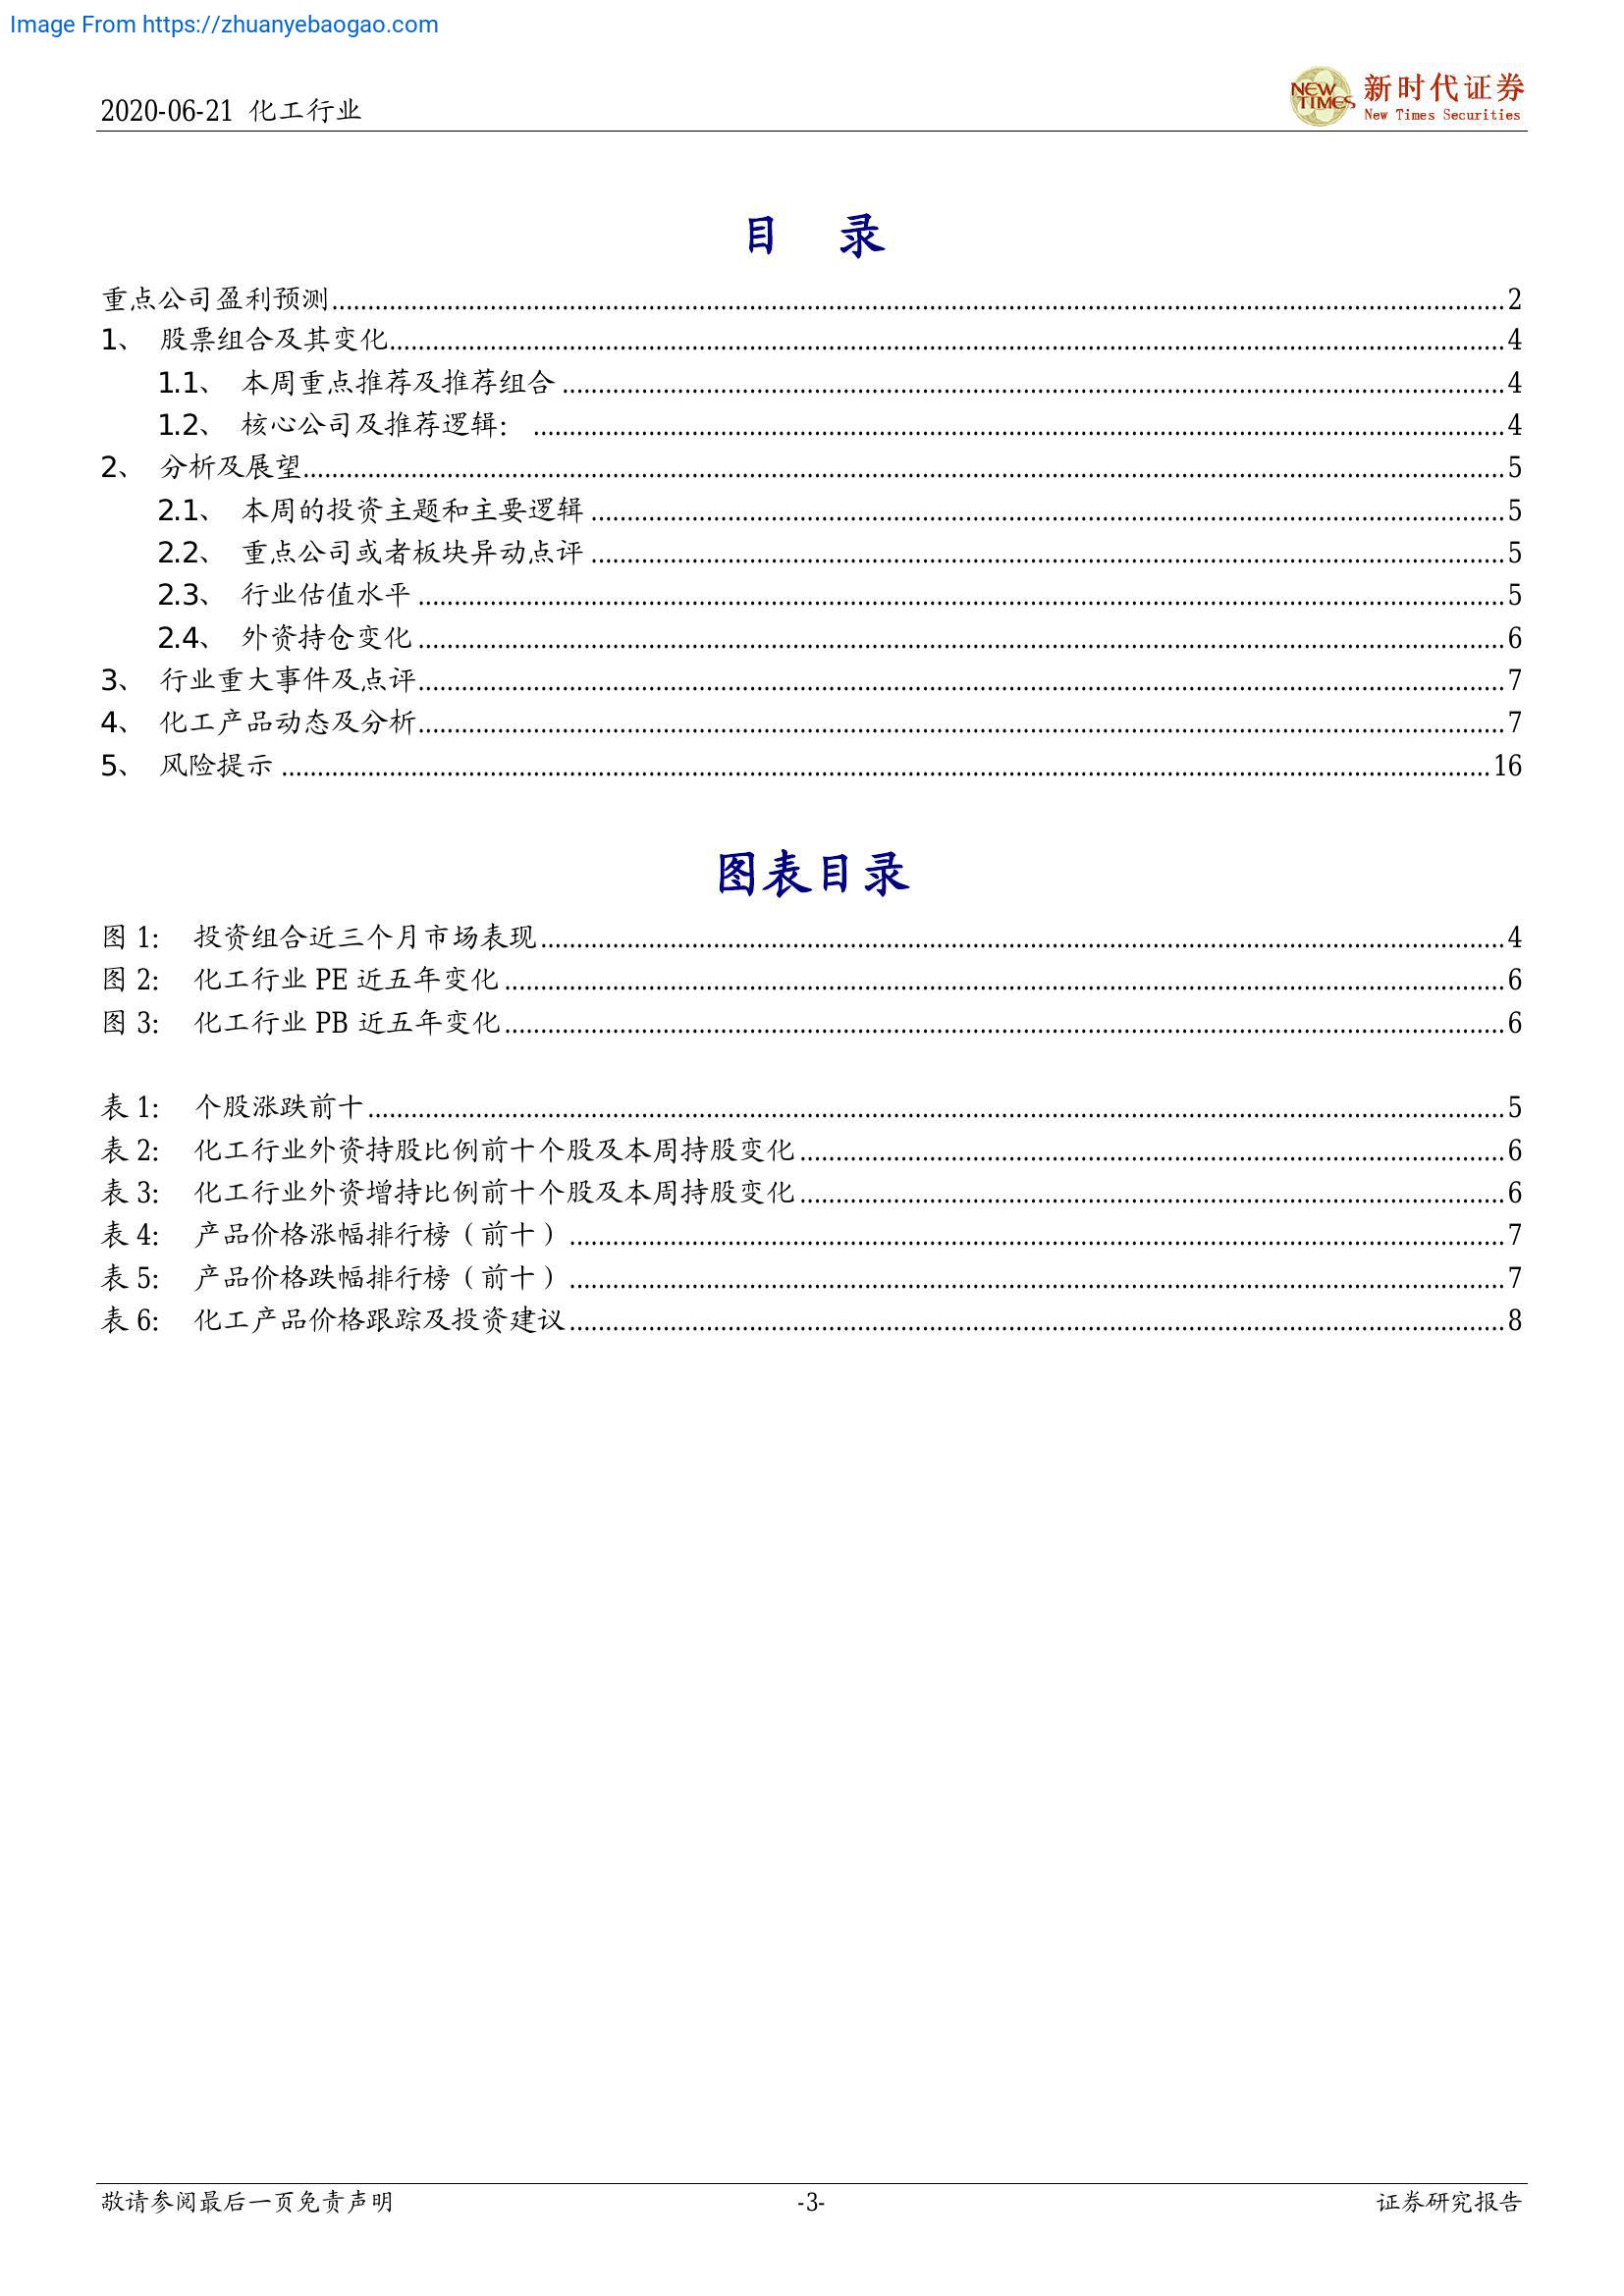 Image From https://zhuanyebaogao.com
2020-06-21 化工行业
NEW TIMES
新时代证券
New Times Securities
目 录
重点公司盈利预测 2
1、 股票组合及其变化 4
1.1、 本周重点推荐及推荐组合 4
1.2、 核心公司及推荐逻辑： 4
2、 分析及展望 5
2.1、 本周的投资主题和主要逻辑 5
2.2、 重点公司或者板块异动点评 5
2.3、 行业估值水平 5
2.4、 外资持仓变化 6
3、 行业重大事件及点评 7
4、 化工产品动态及分析 7
5、 风险提示 16
图表目录
图 1: 投资组合近三个月市场表现 4
图 2: 化工行业 PE 近五年变化 6
图 3: 化工行业 PB 近五年变化 6
表 1: 个股涨跌前十 5
表 2: 化工行业外资持股比例前十个股及本周持股变化 6
表 3: 化工行业外资增持比例前十个股及本周持股变化 6
表 4: 产品价格涨幅排行榜（前十） 7
表 5: 产品价格跌幅排行榜（前十） 7
表 6: 化工产品价格跟踪及投资建议 8
敬请参阅最后一页免责声明 -3- 证券研究报告